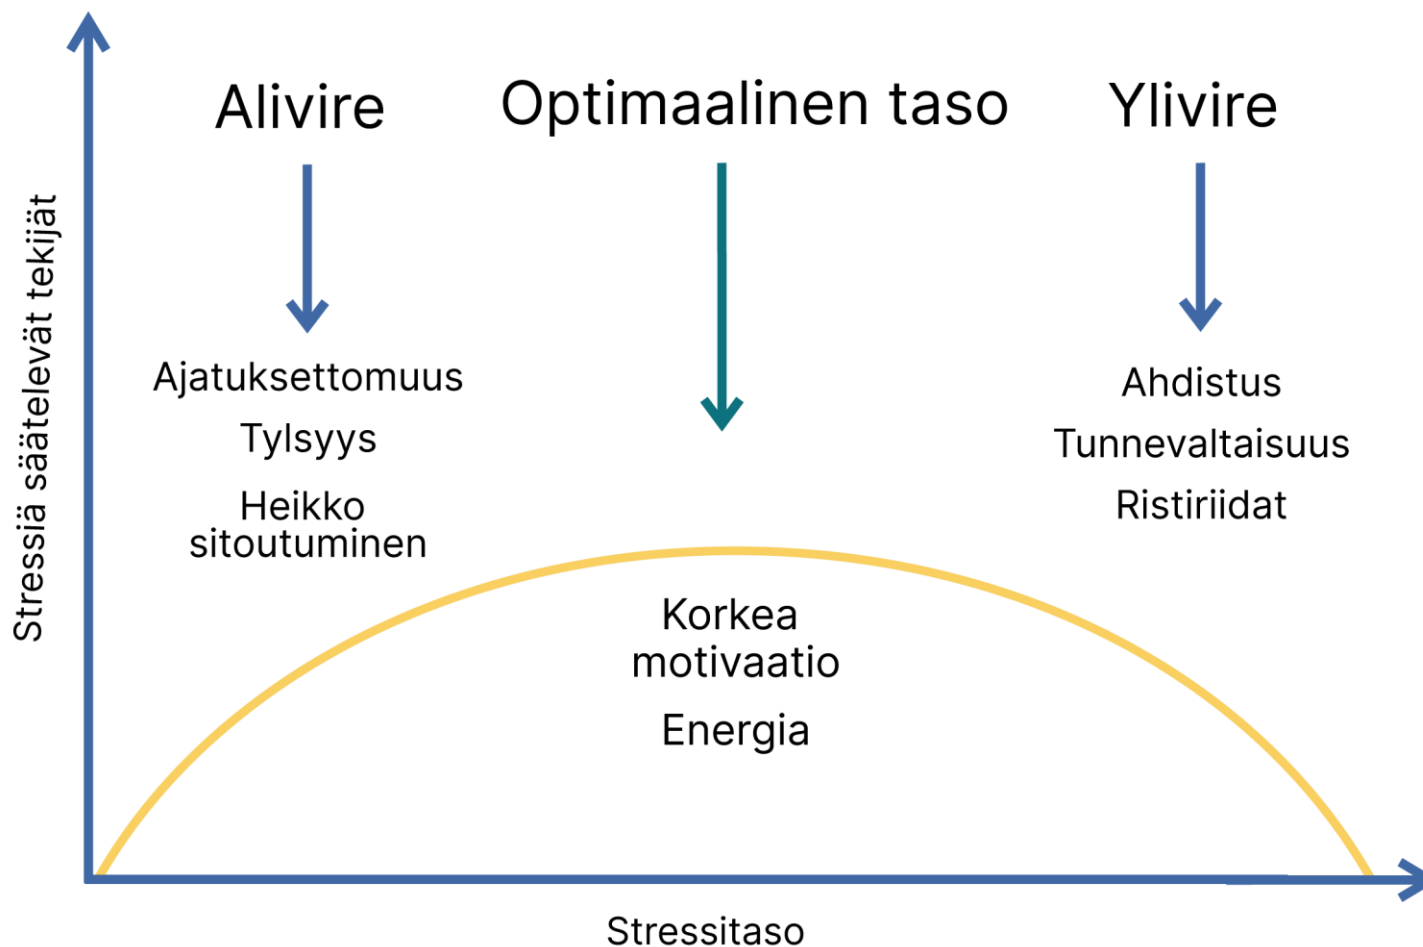 Alivire
Optimaalinen taso
Ylivire
Stressiä säätelevät tekijät
Ajatuksettomuus
Tylsyys
Heikko
sitoutuminen
Korkea
motivaatio
Energia
Ahdistus
Tunnevaltaisuus
Ristiriidat
Stressitaso